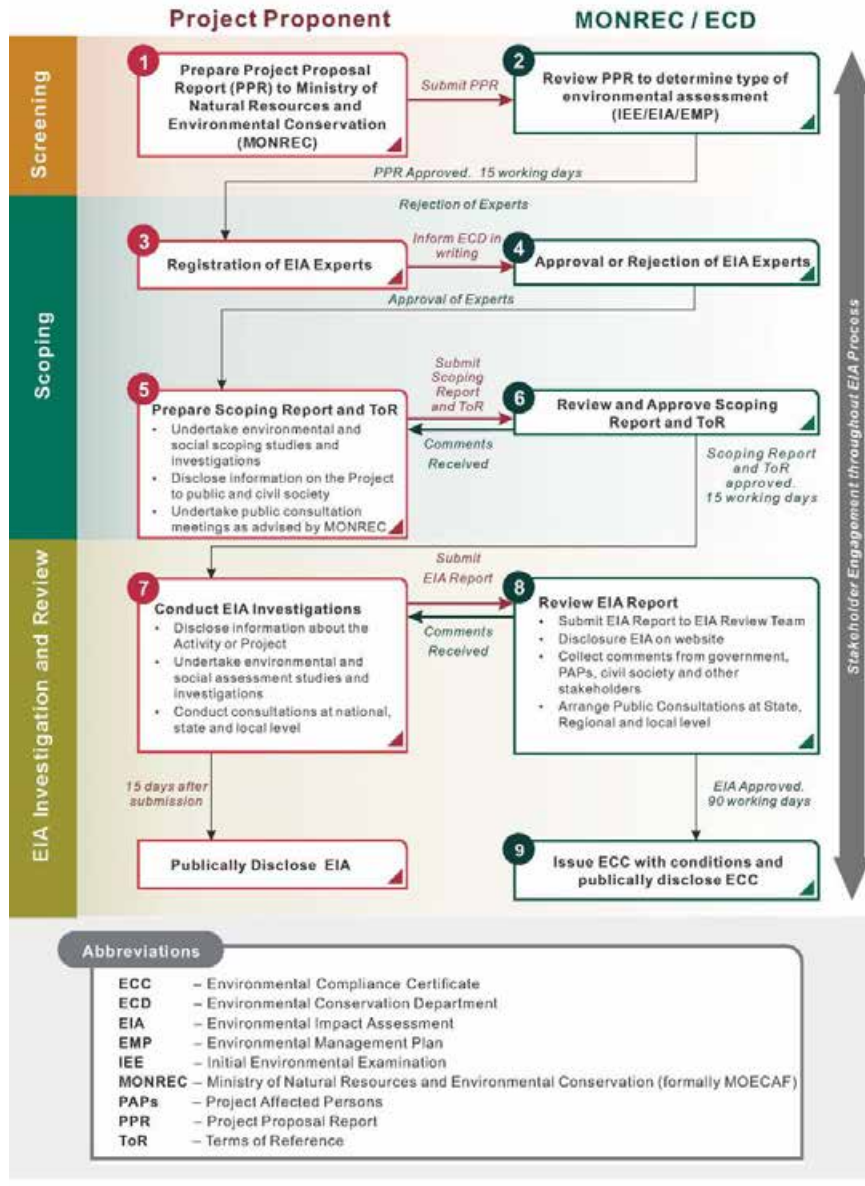 Project Proponent
MONREC / ECD
Screening
1
Prepare Project Proposal
Report (PPR) to Ministry of
Natural Resources and
Environmental Conservation
(MONREC)
Submit PPR
2
Review PPR to determine type of
environmental assessment
(IEE/EIA/EMP)
PPR Approved. 15 working days
Scoping
Rejection of Experts
3
Registration of EIA Experts
Inform ECD in
writing
4
Approval or Rejection of EIA Experts
Approval of Experts
5
Prepare Scoping Report and ToR
• Undertake environmental and
social scoping studies and
investigations
• Disclose information on the Project
to public and civil society
• Undertake public consultation
meetings as advised by MONREC
Submit
Scoping
Report
and ToR
Comments
Received
6
Review and Approve Scoping
Report and ToR
Scoping Report
and ToR
approved.
15 working days
EIA Investigation and Review
7
Conduct EIA Investigations
• Disclose information about the
Activity or Project
• Undertake environmental and
social assessment studies and
investigations
• Conduct consultations at national,
state and local level
Submit
EIA Report
Comments
Received
8
Review EIA Report
• Submit EIA Report to EIA Review Team
• Disclosure EIA on website
• Collect comments from government,
PAPs, civil society and other
stakeholders
• Arrange Public Consultations at State,
Regional and local level
15 days after
submission
EIA Approved.
90 working days
Publically Disclose EIA
9
Issue ECC with conditions and
publically disclose ECC
Stakeholder Engagement throughout EIA Process
Abbreviations
ECC – Environmental Compliance Certificate
ECD – Environmental Conservation Department
EIA – Environmental Impact Assessment
EMP – Environmental Management Plan
IEE – Initial Environmental Examination
MONREC – Ministry of Natural Resources and Environmental Conservation (formally MOECAF)
PAPs – Project Affected Persons
PPR – Project Proposal Report
ToR – Terms of Reference